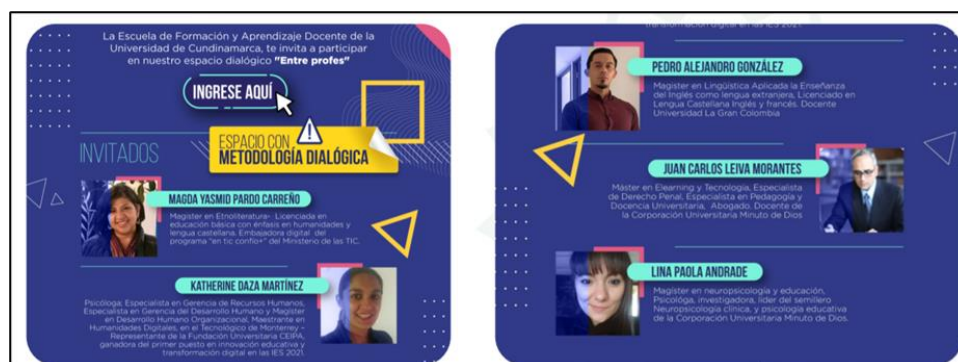 La Escuela de Formación y Aprendizaje Docente de la
Universidad de Cundinamarca, te invita a participar
en nuestro espacio dialógico "Entre profes"
INGRESE AQUÍ
ESPACIO CON
METODOLOGÍA DIALÓGICA
INVITADOS
MAGDA YASMID PARDO CARREÑO
Magister en Etnoliteratura- Licenciada en
educación básica con énfasis en humanidades y
lengua castellana. Embajadora digital del
programa "en tic confio+" del Ministerio de las TIC.
KATHERINE DAZA MARTÍNEZ
Psicóloga, Especialista en Gerencia de Recursos Humanos,
Especialista en Gerencia del Desarrollo Humano y Magíster
en Desarrollo Humano Organizacional, Maestrante en
Humanidades Digitales, en el Tecnológico de Monterrey –
Representante de la Fundación Universitaria CEIPA,
ganadora del primer puesto en innovación educativa y
transformación digital en las IES 2021.
transformación digital en las IES 2021.
PEDRO ALEJANDRO GONZÁLEZ
Magister en Lingüística Aplicada la Enseñanza
del Inglés como lengua extranjera, Licenciado en
Lengua Castellana Inglés y francés. Docente
Universidad La Gran Colombia
JUAN CARLOS LEIVA MORANTES
Máster en Elearning y Tecnología, Especialista
de Derecho Penal, Especialista en Pedagogía y
Docencia Universitaria, Abogado. Docente de
la Corporación Universitaria Minuto de Dios
LINA PAOLA ANDRADE
Magíster en neuropsicología y educación,
Psicológa, investigadora, líder del semillero
Neuropsicología clínica, y psicología educativa
de la Corporación Universitaria Minuto de Dios.